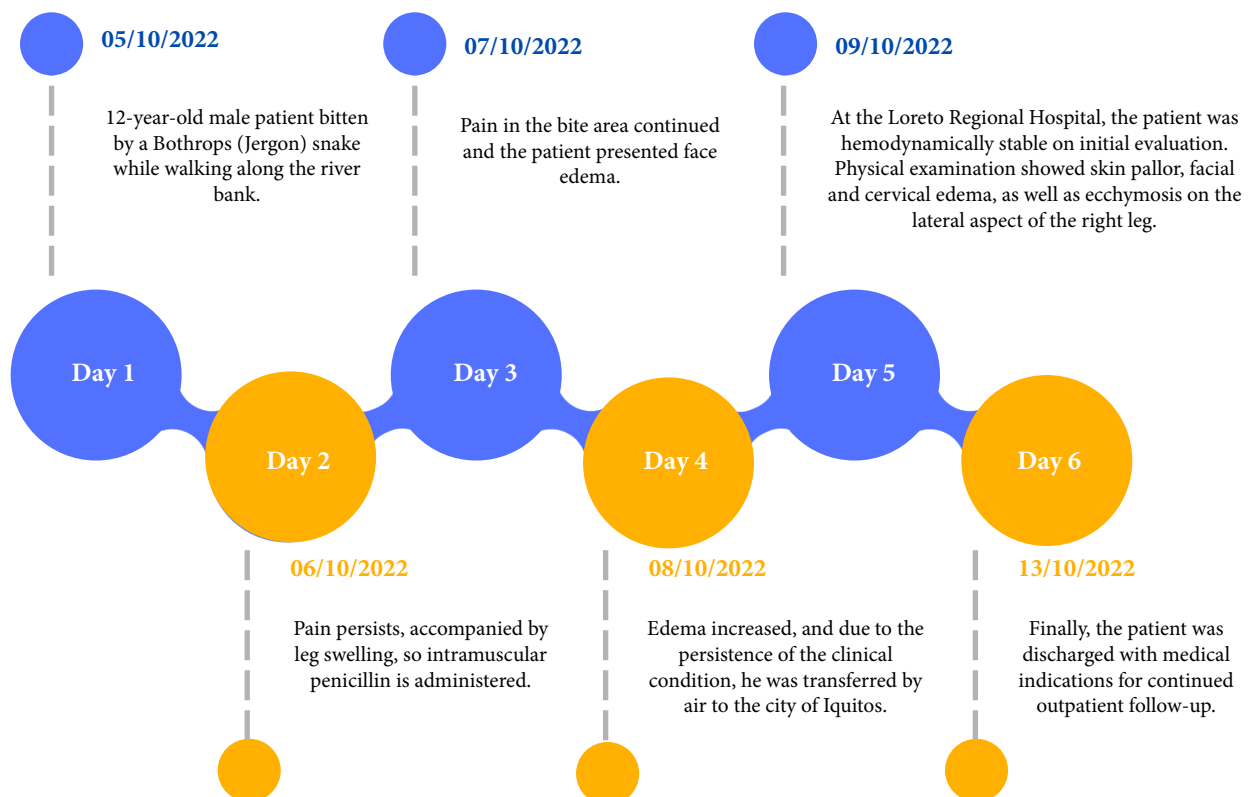 05/10/2022
12-year-old male patient bitten
by a Bothrops (Jergon) snake
while walking along the river
bank.
07/10/2022
Pain in the bite area continued
and the patient presented face
edema.
09/10/2022
At the Loreto Regional Hospital, the patient was
hemodynamically stable on initial evaluation.
Physical examination showed skin pallor, facial
and cervical edema, as well as ecchymosis on the
lateral aspect of the right leg.
Day 1
Day 2
Day 3
Day 4
Day 5
Day 6
06/10/2022
Pain persists, accompanied by
leg swelling, so intramuscular
penicillin is administered.
08/10/2022
Edema increased, and due to the
persistence of the clinical
condition, he was transferred by
air to the city of Iquitos.
13/10/2022
Finally, the patient was
discharged with medical
indications for continued
outpatient follow-up.